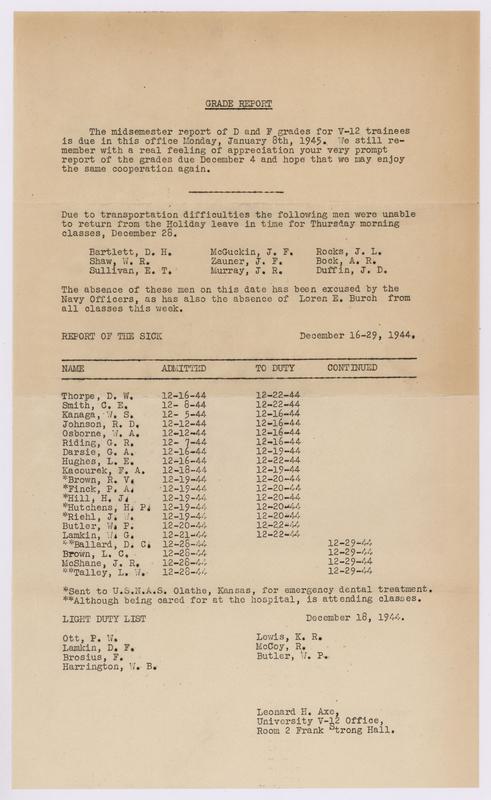 GRADE REPORT
The midsemester report of D and F grades for V-12 trainees
is due in this office Monday, January 8th, 1945. We still re-
member with a real feeling of appreciation your very prompt
report of the grades due December 4 and hope that we may enjoy
the same cooperation again.
Due to transportation difficulties the following men were unable
to return from the Holiday leave in time for Thursday morning
classes, December 28.
Bartlett, D. H. McGuckin, J. F. Rocks, J. L.
Shaw, W. R. Zauner, J. F. Bock, A. R.
Sullivan, E. T. Murray, J. R. Duffin, J. D.
The absence of these men on this date has been excused by the
Navy Officers, as has also the absence of Loren E. Burch from
all classes this week.
REPORT OF THE SICK December 16-29, 1944.
NAME ADMITTED TO DUTY CONTINUED
Thorpe, D. W. 12-16-44 12-22-44
Smith, C. E. 12- 8-44 12-22-44
Kanaga, W. S. 12- 5-44 12-16-44
Johnson, R. D. 12-12-44 12-16-44
Osborne, W. A. 12-12-44 12-16-44
Riding, G. R. 12- 7-44 12-16-44
Darsie, G. A. 12-16-44 12-19-44
Hughes, L. E. 12-16-44 12-22-44
Kacourek, F. A. 12-18-44 12-19-44
*Brown, R. V. 12-19-44 12-20-44
*Finck, P. A. 12-19-44 12-20-44
*Hill, H. J. 12-19-44 12-20-44
*Hutchens, H. P. 12-19-44 12-20-44
*Riehl, J. W. 12-19-44 12-20-44
Butler, W. P. 12-20-44 12-22-44
Lamkin, W. G. 12-21-44 12-22-44
**Ballard, D. C. 12-28-44 12-29-44
Brown, L. C. 12-28-44 12-29-44
McShane, J. R. 12-28-44 12-29-44
**Talley, L. W. 12-28-44 12-29-44
*Sent to U.S.N.A.S. Olathe, Kansas, for emergency dental treatment.
**Although being cared for at the hospital, is attending classes.
LIGHT DUTY LIST December 18, 1944.
Ott, P. W. Lewis, K. R.
Lamkin, D. F. McCoy, R.
Brosius, F. Butler, W. P.
Harrington, W. B.
Leonard H. Axe,
University V-12 Office,
Room 2 Frank Strong Hall.